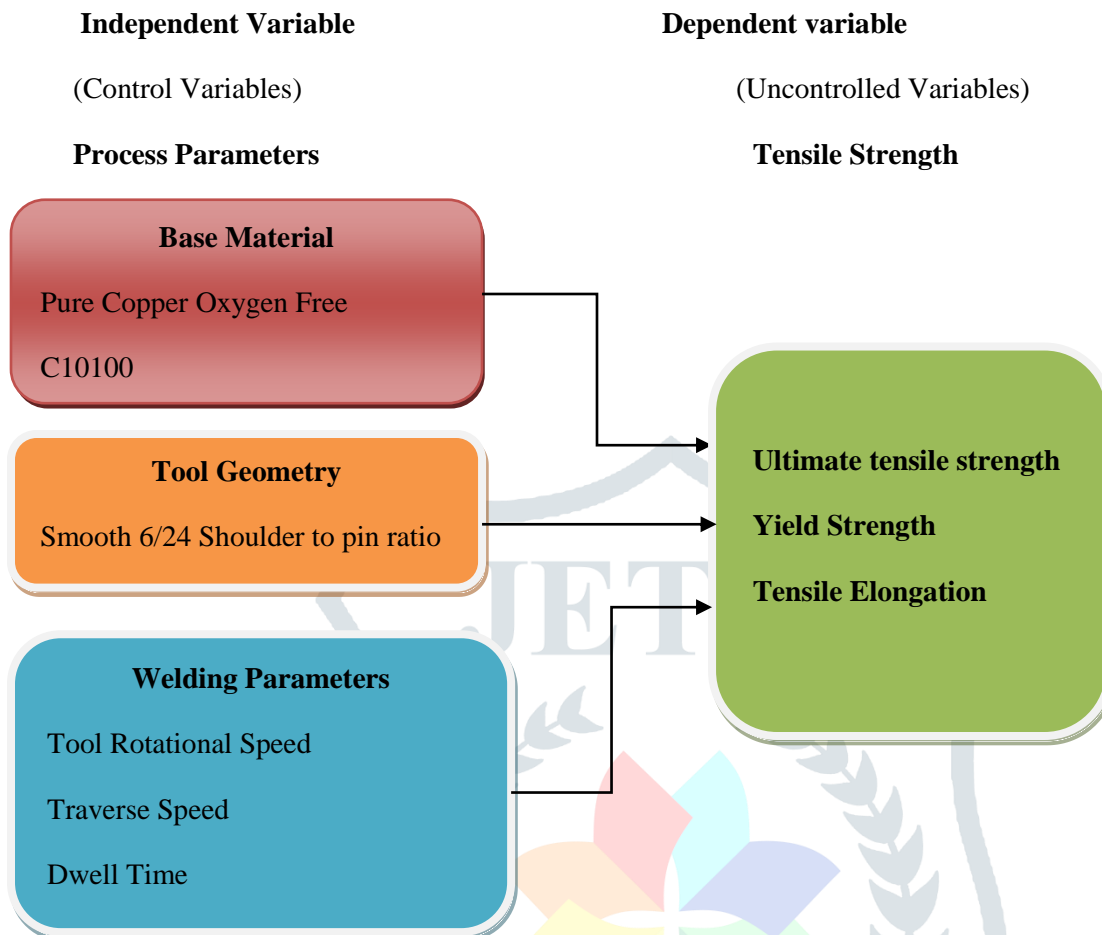 Independent Variable
Dependent variable
(Control Variables)
(Uncontrolled Variables)
Process Parameters
Tensile Strength
Base Material
Pure Copper Oxygen Free
C10100
Tool Geometry
Smooth 6/24 Shoulder to pin ratio
Welding Parameters
Tool Rotational Speed
Traverse Speed
Dwell Time
Ultimate tensile strength
Yield Strength
Tensile Elongation
JET